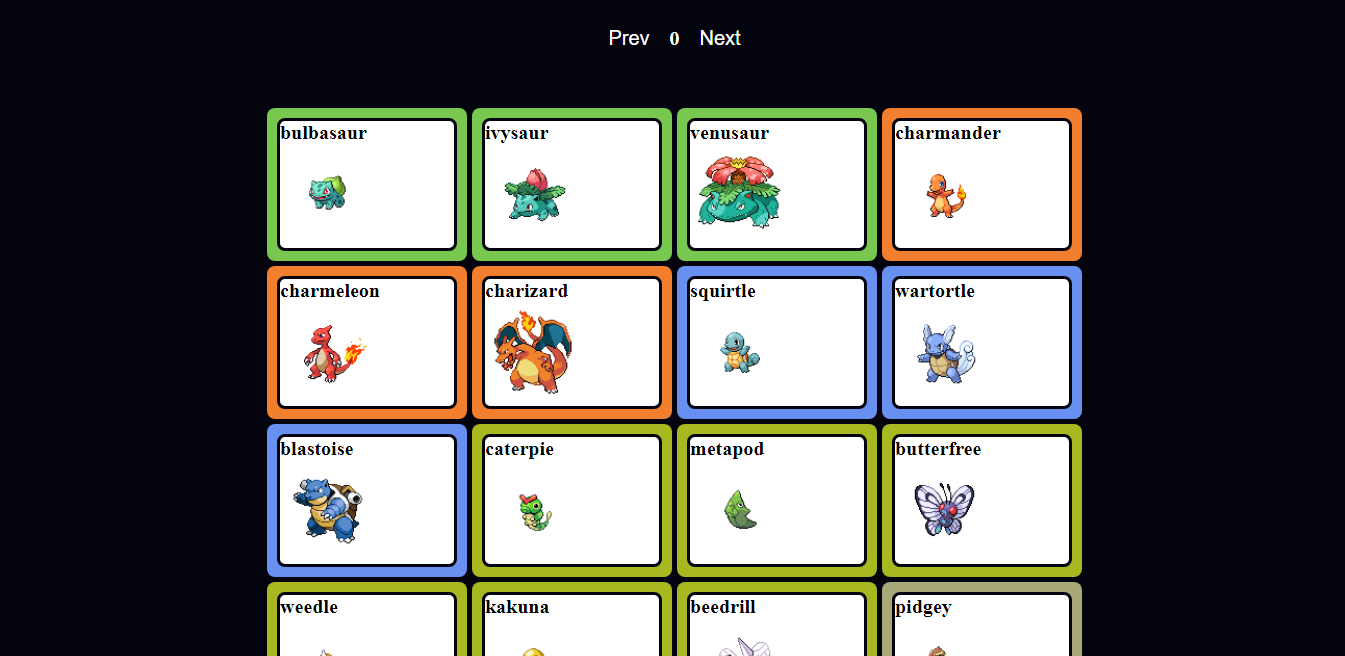 Prev 0 Next
bulbasaur ivysaur venusaur charmander
charmeleon charizard squirtle wartortle
blastoise caterpie metapod butterfree
weedle kakuna beedrill pidgey